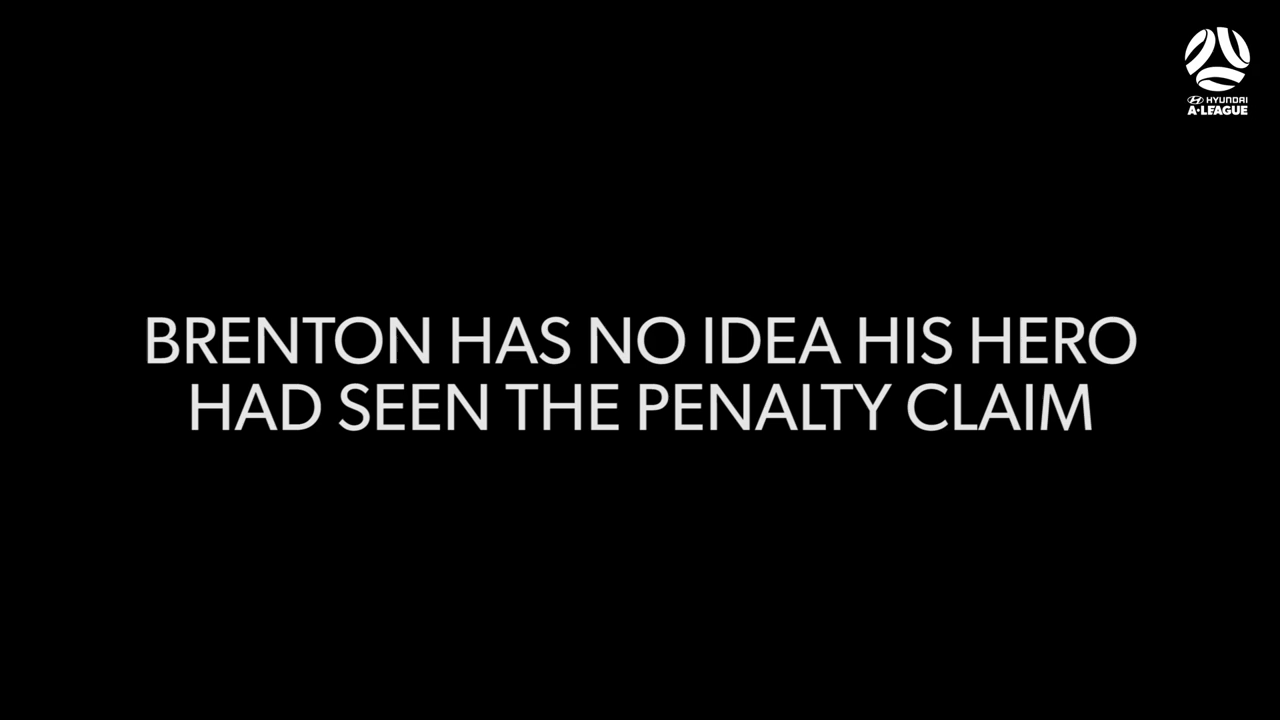 HYUNDAI
A-LEAGUE
BRENTON HAS NO IDEA HIS HERO
HAD SEEN THE PENALTY CLAIM